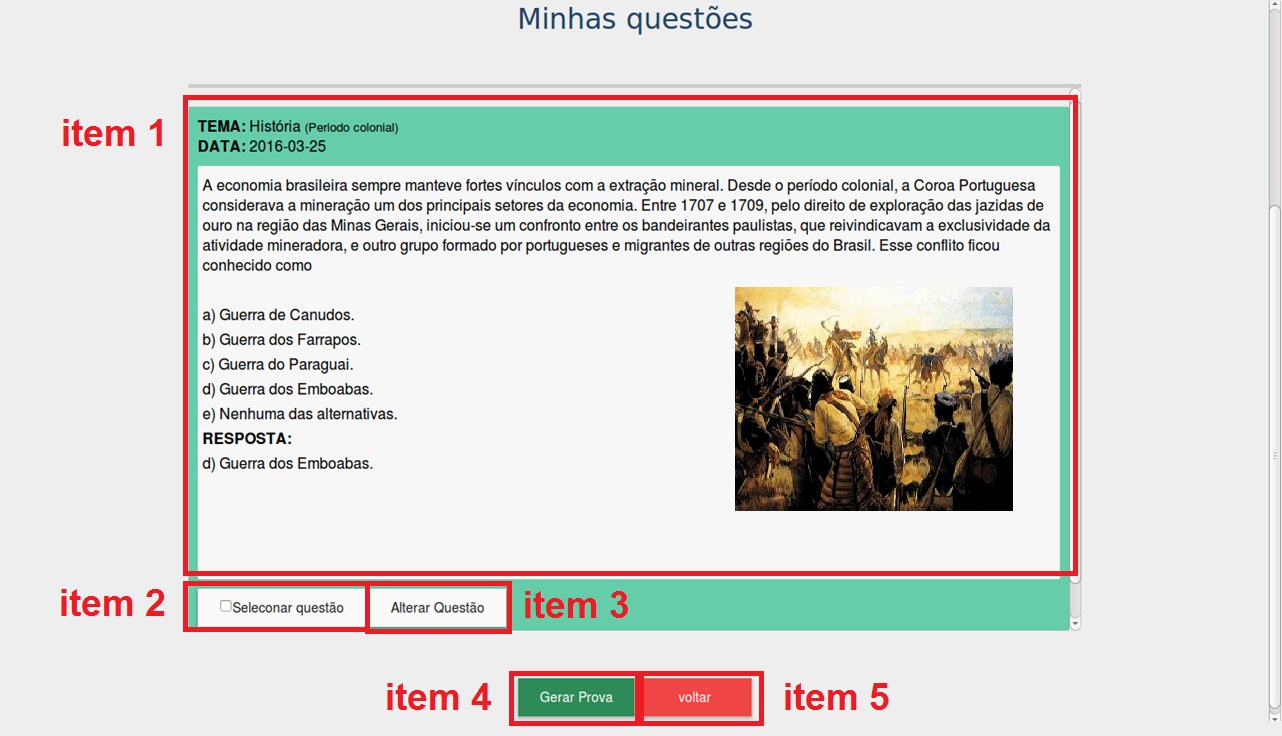 Minhas questões
item 1
TEMA: História (Periodo colonial)
DATA: 2016-03-25
A economia brasileira sempre manteve fortes vínculos com a extração mineral. Desde o período colonial, a Coroa Portuguesa
considerava a mineração um dos principais setores da economia. Entre 1707 e 1709, pelo direito de exploração das jazidas de
ouro na região das Minas Gerais, iniciou-se um confronto entre os bandeirantes paulistas, que reivindicavam a exclusividade da
atividade mineradora, e outro grupo formado por portugueses e migrantes de outras regiões do Brasil. Esse conflito ficou
conhecido como
a) Guerra de Canudos.
b) Guerra dos Farrapos.
c) Guerra do Paraguai.
d) Guerra dos Emboabas.
e) Nenhuma das alternativas.
RESPOSTA:
d) Guerra dos Emboabas.
item 2
Seleconar questão
Alterar Questão
item 3
item 4
Gerar Prova
voltar
item 5